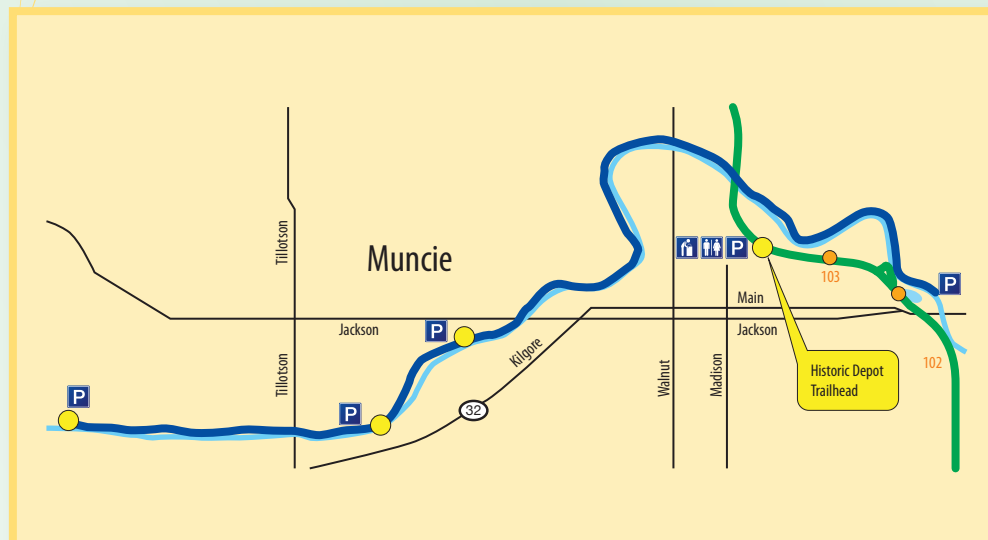 Muncie
Tillotson
Tillotson
Jackson
Kilgore
32
Walnut
Madison
Main
Jackson
P
P
P
P
P
103
102
Historic Depot
Trailhead